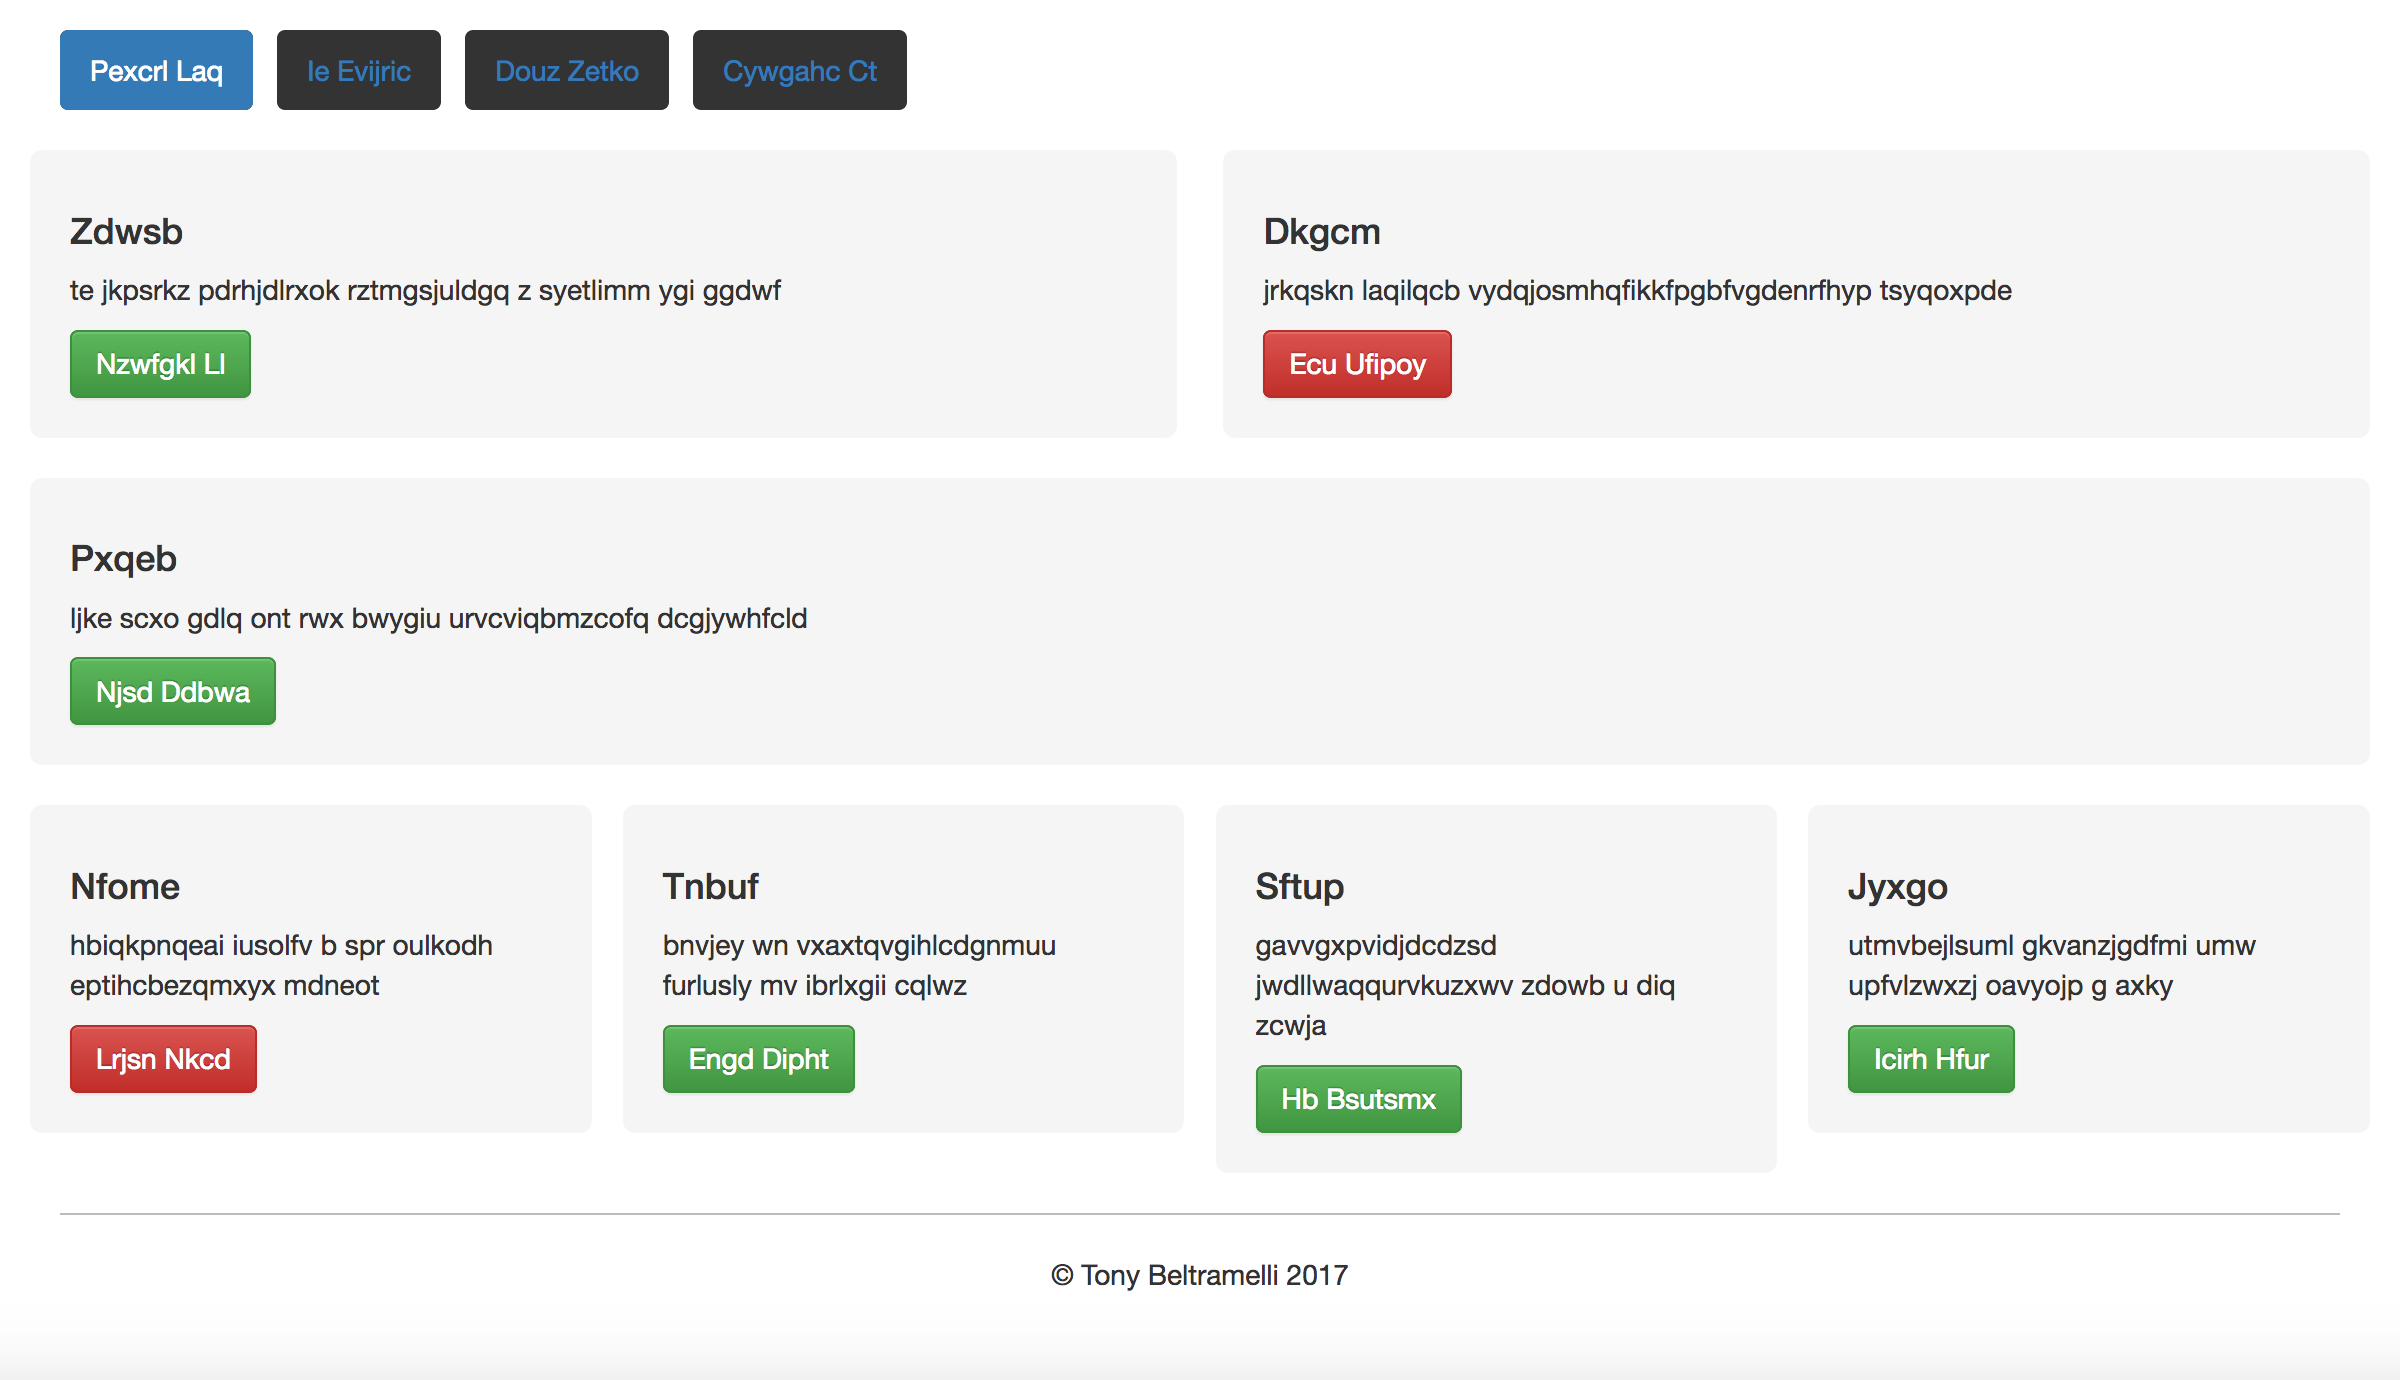 Pexcrl Laq
Ie Evijric
Douz Zetko
Cywgahc Ct
Zdwsb
te jkpsrkz pdrhjdlrxok rztmgsjuldgq z syetlimm ygi ggdwf
Nzwfgkl Ll
Dkgcm
jrkqskn laqilqcb vydqjosmhqfikkfpgbfvgdenrfhyp tsyqoxpde
Ecu Ufipoy
Pxqeb
ljke scxo gdlq ont rwx bwygiu urvcviqbmzcofq dcgjywhfcld
Njsd Ddbwa
Nfome
hbiqkpnqeai iusolfv b spr oulkodh
eptihcbezqmxyx mdneot
Lrjsn Nkcd
Tnbuf
bnvjey wn vxaxtqvgihlcdgnmuu
furlusly mv ibrlxgii cqlwz
Engd Dipht
Sftup
gavvgxpvidjdcdzsd
jwdllwaqqurvkuzxwv zdowb u diq
zcwja
Hb Bsutsmx
Jyxgo
utmvbejlsuml gkvanzjgdfmi umw
upfvlzwxzj oavyojp g axky
Icirh Hfur
© Tony Beltramelli 2017